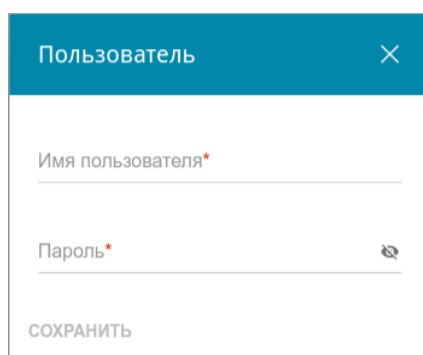 Пользователь
Имя пользователя*
Пароль*
СОХРАНИТЬ